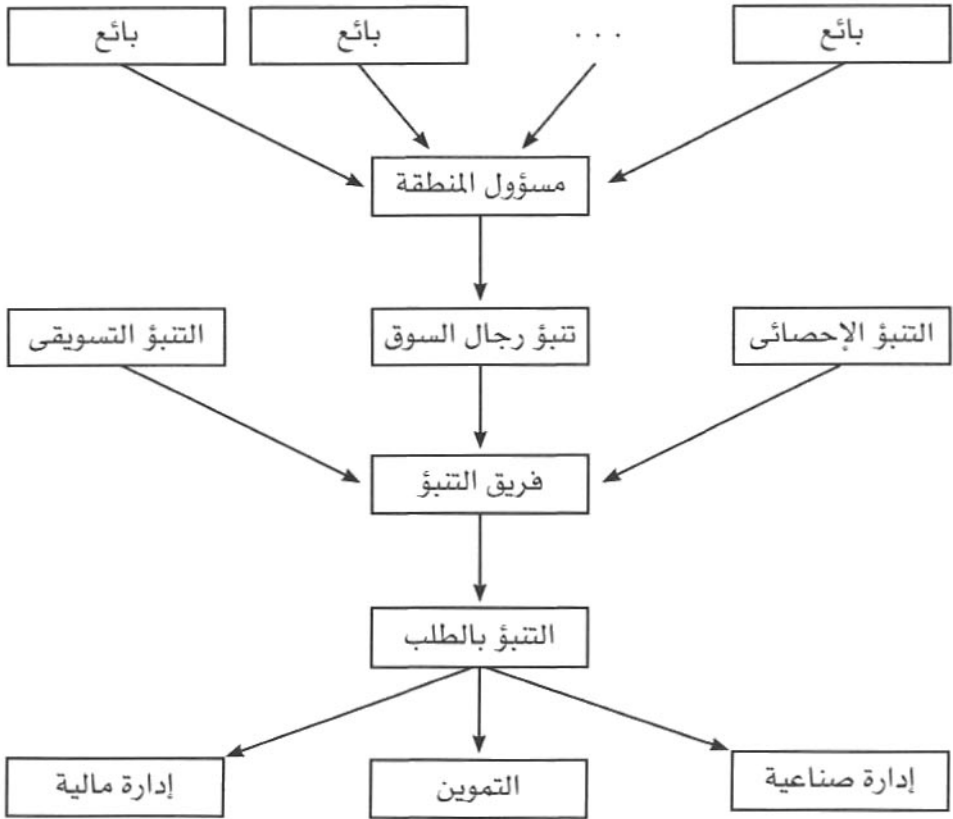 بائع
...
بائع
بائع
مسؤول المنطقة
التنبؤ الإحصائى
تنبؤ رجال السوق
التنبؤ التسويقى
فريق التنبؤ
التنبؤ بالطلب
إدارة صناعية
التموين
إدارة مالية